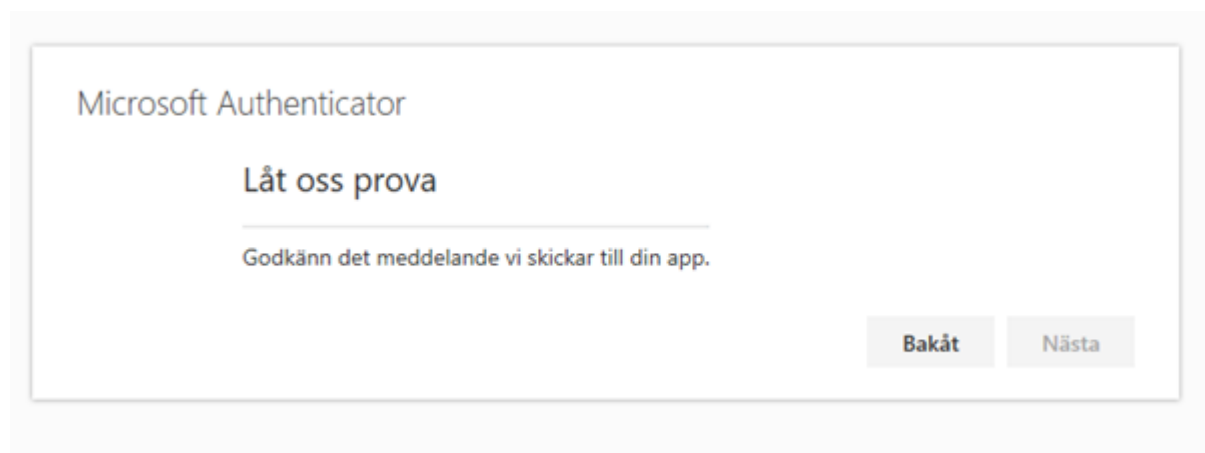 Microsoft Authenticator
Låt oss prova
Godkänn det meddelande vi skickar till din app.
Bakåt Nästa